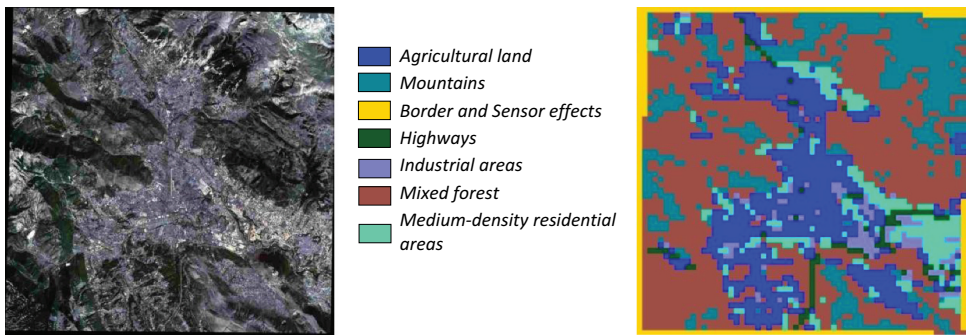 Agricultural land
Mountains
Border and Sensor effects
Highways
Industrial areas
Mixed forest
Medium-density residential
areas